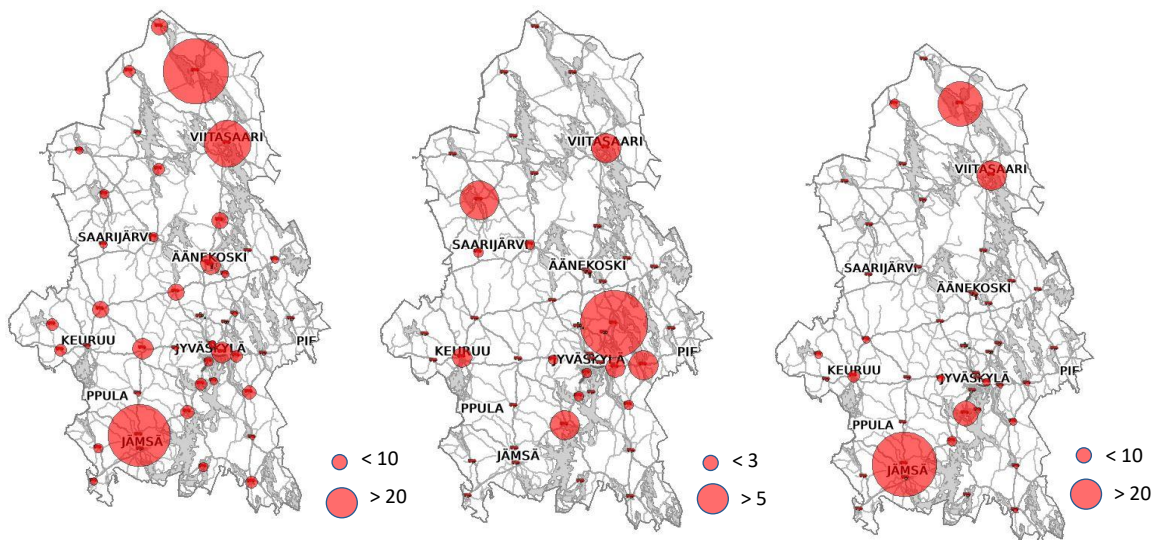 VIITASAARI
SAARIJÄRVI
ÄÄNEKOSKI
KEURUU
JYVÄSKYLÄ
PIF
PPULA
JÄMSÄ
< 10
> 20
VIITASAARI
SAARIJÄRVI
ÄÄNEKOSKI
KEURUU
JYVÄSKYLÄ
PIF
PPULA
JÄMSÄ
< 3
> 5
VIITASAARI
SAARIJÄRVI
ÄÄNEKOSKI
KEURUU
JYVÄSKYLÄ
PIF
PPULA
JÄMSÄ
< 10
> 20